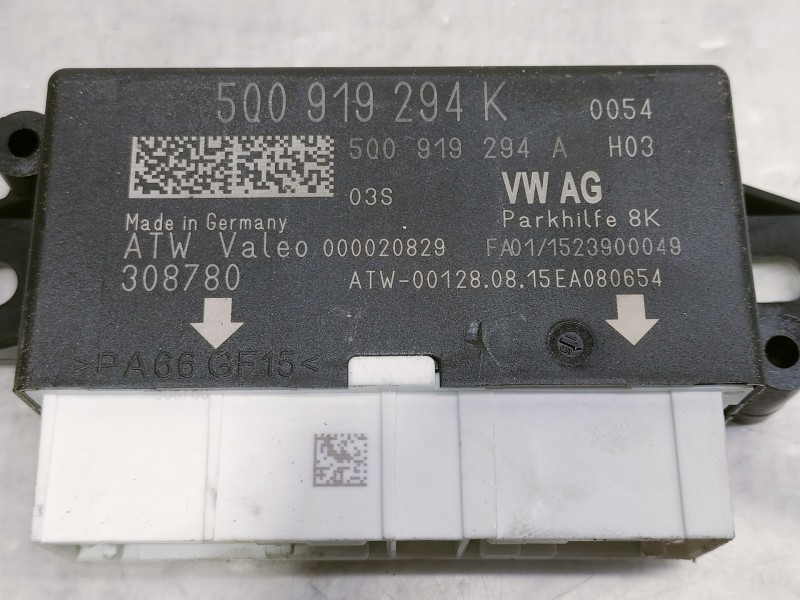 5Q0 919 294 K 0054
5Q0 919 294 A H03
03S VW AG
Made in Germany Parkhilfe 8K
ATW Valeo 000020829 FA01/1523900049
308780 ATW-00128.08.15EA080654
>PA66 GF15<